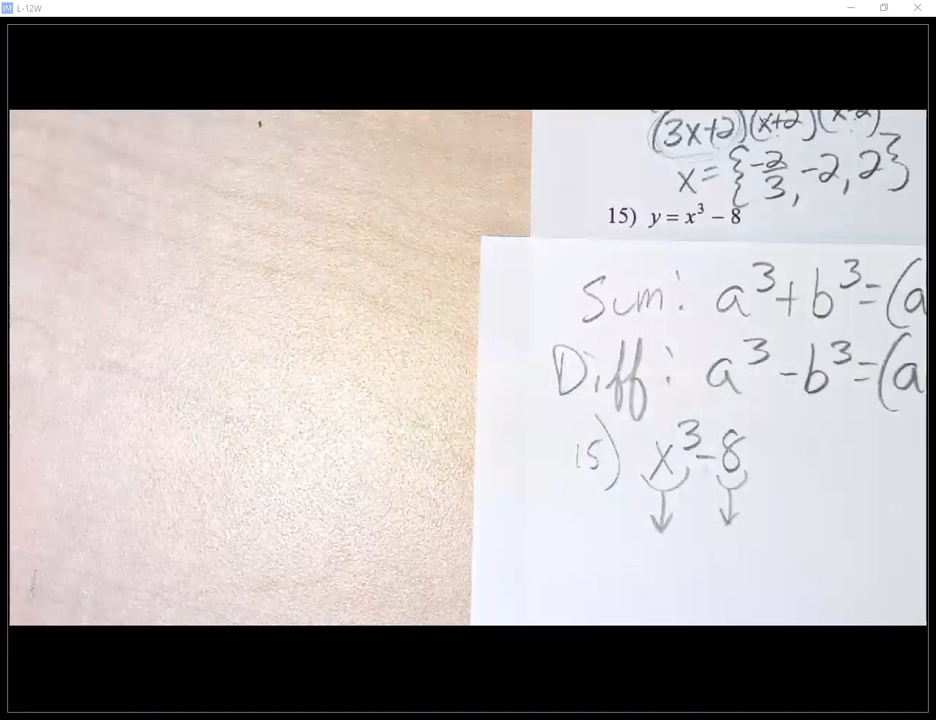 L-12W
(3x+2)(x+2)(x-2)
x = {-2/3, -2, 2}
15) y = x³ − 8
Sum: a³+b³=(a
Diff: a³-b³=(a
15) x³-8